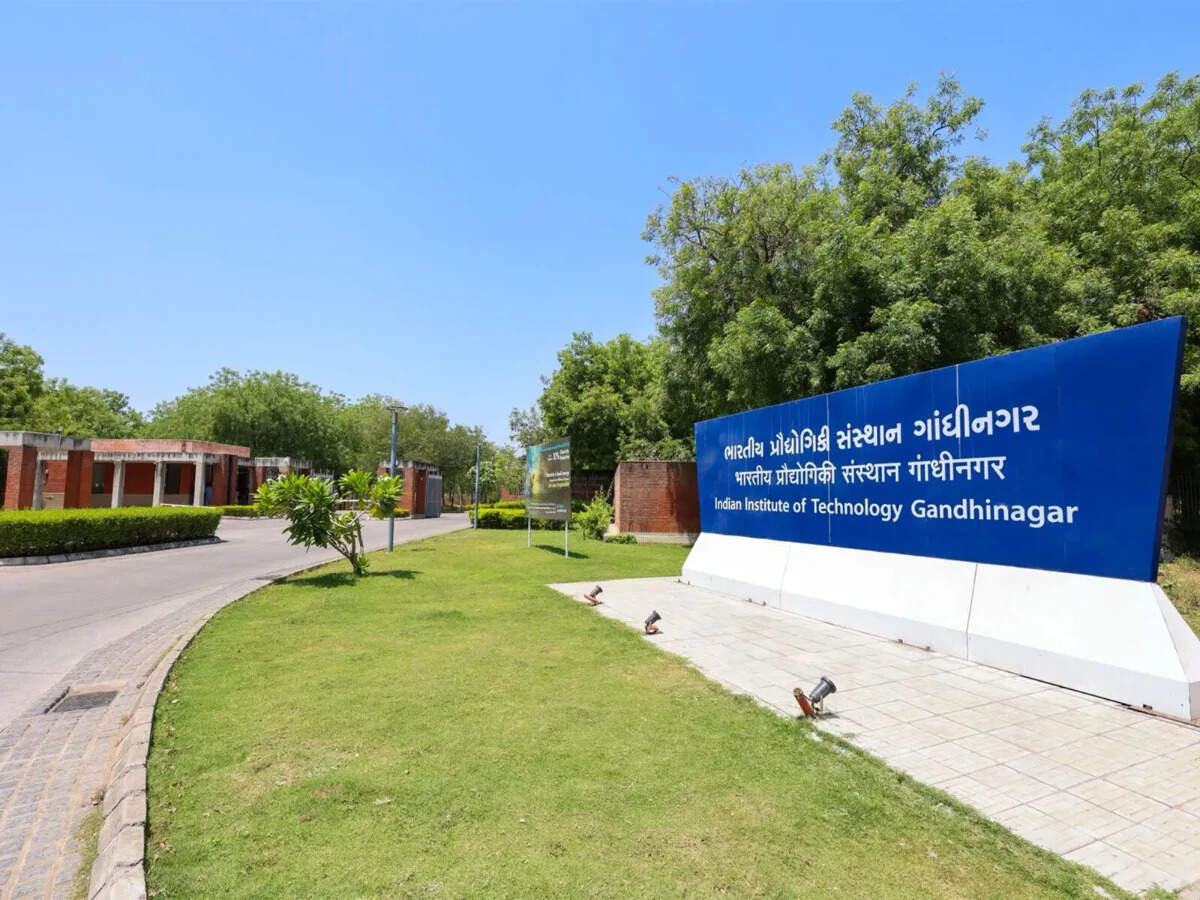 ભારતીય પ્રૌદ્યોગિકી સંસ્થાન ગાંધીનગર
भारतीय प्रौद्योगिकी संस्थान गांधीनगर
Indian Institute of Technology Gandhinagar